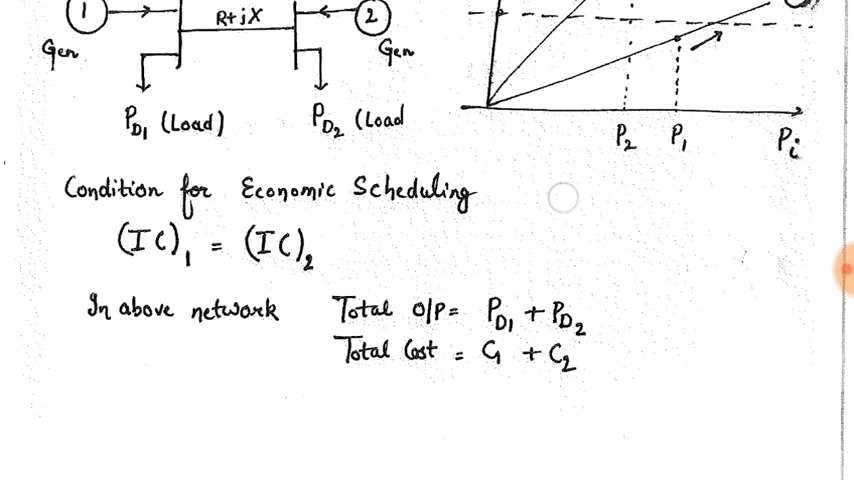 1
R+jX
2
Gen
Gen
P_D1 (Load)
P_D2 (Load
P_2
P_1
P_i
Condition for Economic Scheduling
(IC)_1 = (IC)_2
In above network Total O/P = P_D1 + P_D2
Total Cost = C_1 + C_2